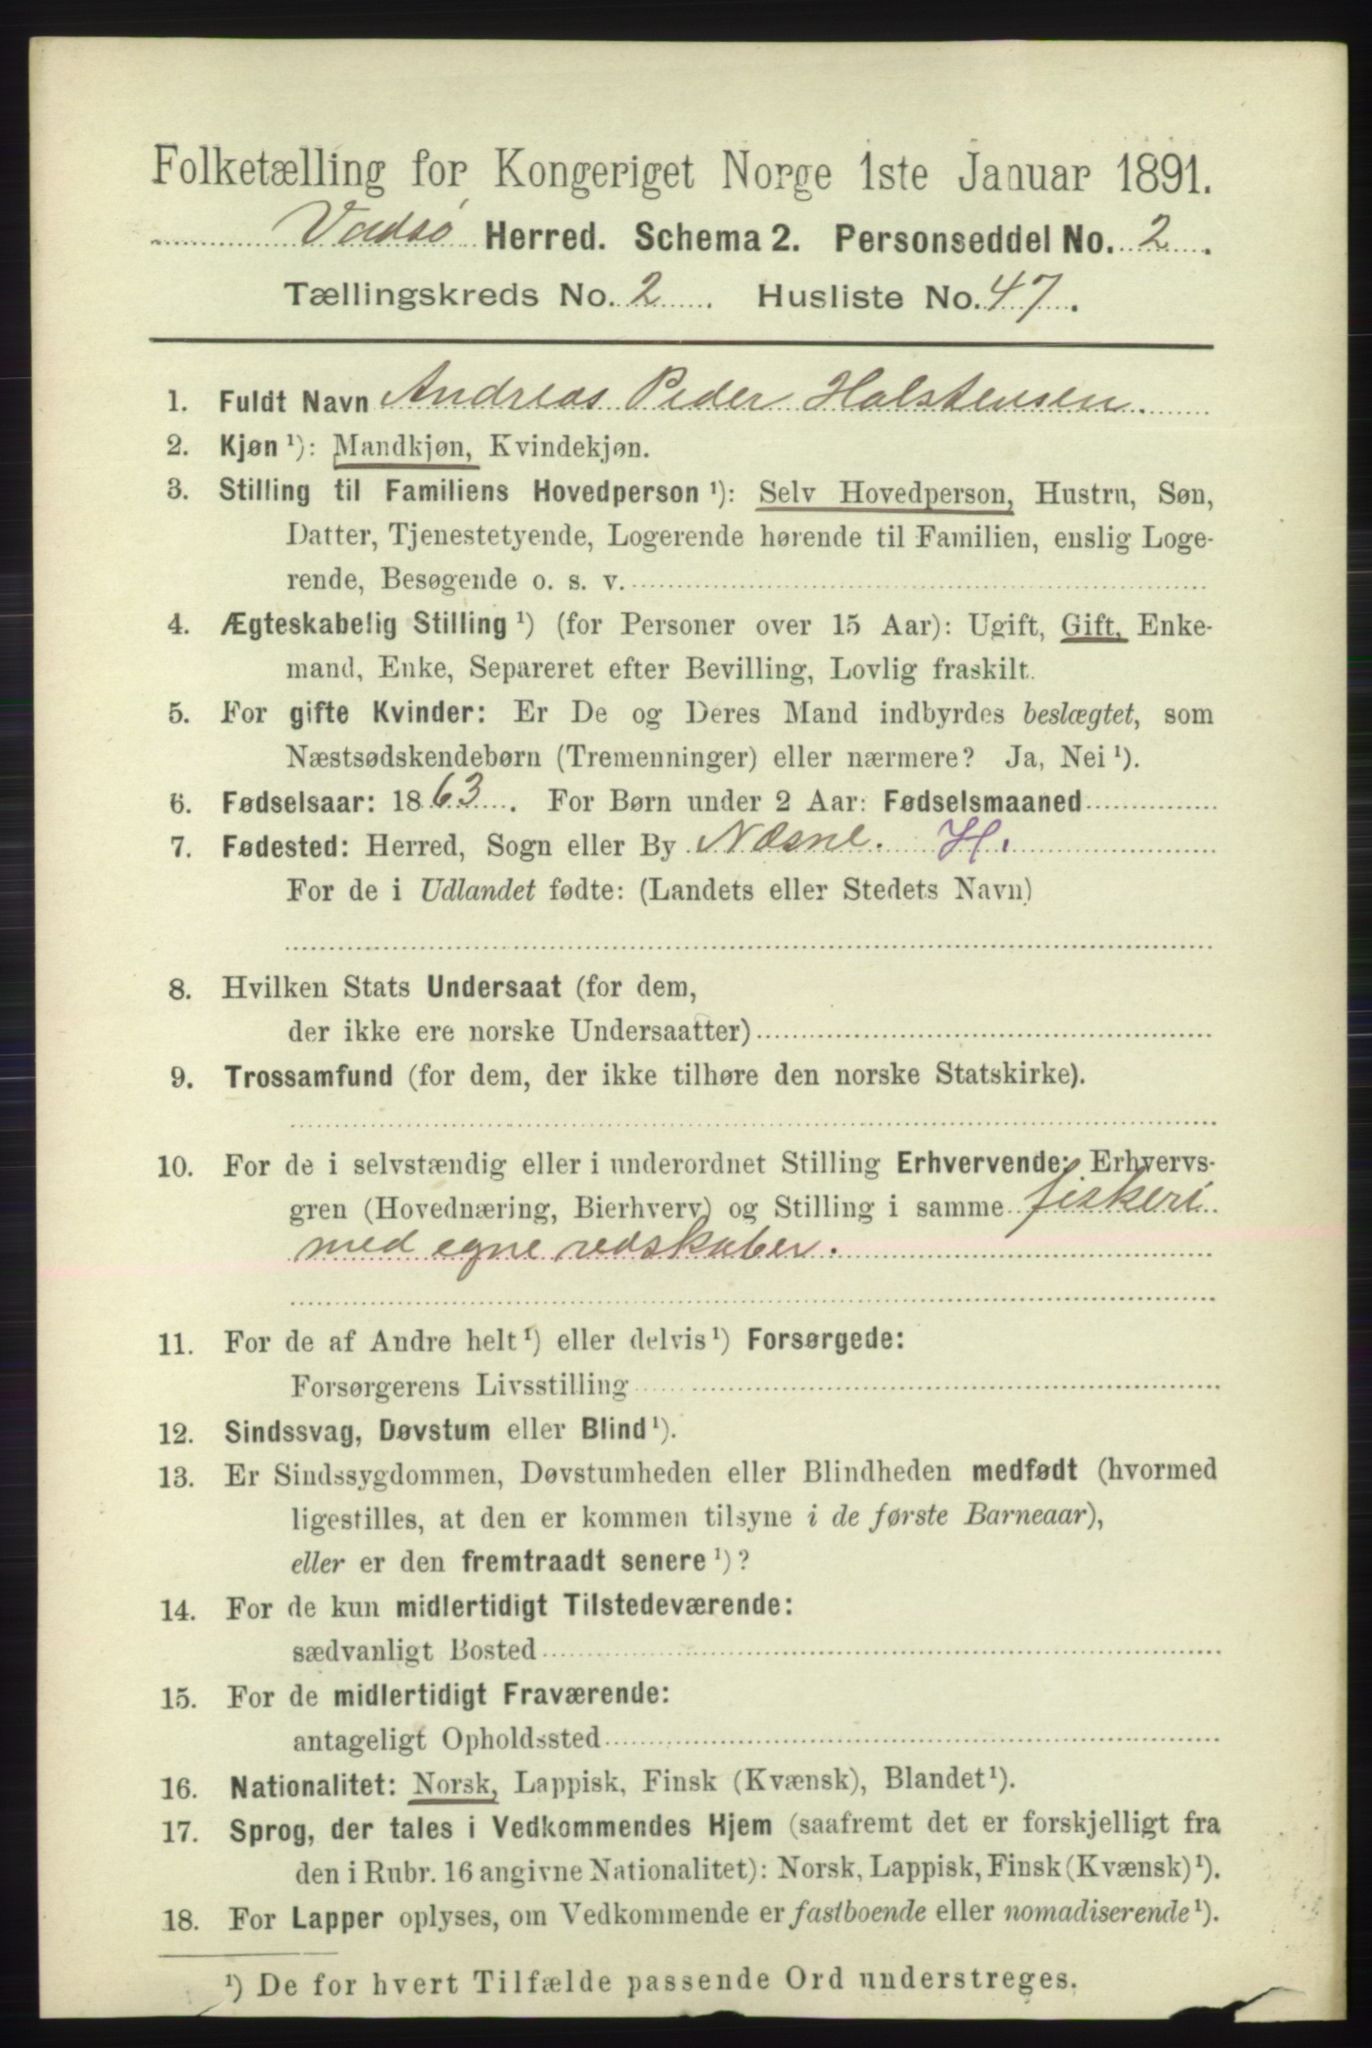 Folketælling for Kongeriget Norge 1ste Januar 1891.
Vadsø Herred. Schema 2. Personseddel No. 2.
Tællingskreds No. 2. Husliste No. 47.
1. Fuldt Navn Andreas Peder Holstensen.
2. Kjøn ¹): Mandkjøn, Kvindekjøn.
3. Stilling til Familiens Hovedperson ¹): Selv Hovedperson, Hustru, Søn,
Datter, Tjenestetyende, Logerende hørende til Familien, enslig Loge-
rende, Besøgende o. s. v.
4. Ægteskabelig Stilling ¹) (for Personer over 15 Aar): Ugift, Gift, Enke-
mand, Enke, Separeret efter Bevilling, Lovlig fraskilt.
5. For gifte Kvinder: Er De og Deres Mand indbyrdes beslægtet, som
Næstsødskendebørn (Tremenninger) eller nærmere? Ja, Nei ¹).
6. Fødselsaar: 1863. For Børn under 2 Aar: Fødselsmaaned
7. Fødested: Herred, Sogn eller By Næsne. H.
For de i Udlandet fødte: (Landets eller Stedets Navn)
8. Hvilken Stats Undersaat (for dem,
der ikke ere norske Undersaatter)
9. Trossamfund (for dem, der ikke tilhøre den norske Statskirke).
10. For de i selvstændig eller i underordnet Stilling Erhvervende: Erhvervs-
gren (Hovednæring, Bierhverv) og Stilling i samme fiskeri
med egne redskaber.
11. For de af Andre helt ¹) eller delvis ¹) Forsørgede:
Forsørgerens Livsstilling
12. Sindssvag, Døvstum eller Blind ¹).
13. Er Sindssygdommen, Døvstumheden eller Blindheden medfødt (hvormed
ligestilles, at den er kommen tilsyne i de første Barneaar),
eller er den fremtraadt senere ¹)?
14. For de kun midlertidigt Tilstedeværende:
sædvanligt Bosted
15. For de midlertidigt Fraværende:
antageligt Opholdssted
16. Nationalitet: Norsk, Lappisk, Finsk (Kvænsk), Blandet ¹).
17. Sprog, der tales i Vedkommendes Hjem (saafremt det er forskjelligt fra
den i Rubr. 16 angivne Nationalitet): Norsk, Lappisk, Finsk (Kvænsk) ¹).
18. For Lapper oplyses, om Vedkommende er fastboende eller nomadiserende ¹).
¹) De for hvert Tilfælde passende Ord understreges.